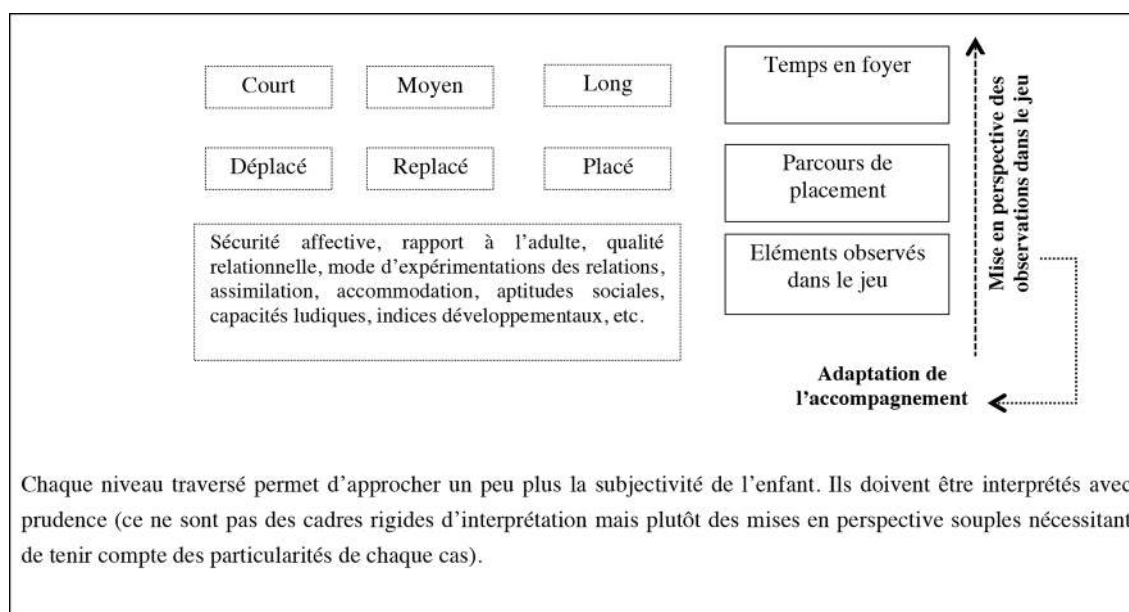 Court
Moyen
Long
Temps en foyer
Déplacé
Replacé
Placé
Parcours de
placement
Sécurité affective, rapport à l'adulte, qualité
relationnelle, mode d'expérimentations des relations,
assimilation, accommodation, aptitudes sociales,
capacités ludiques, indices développementaux, etc.
Eléments observés
dans le jeu
Mise en perspective des
observations dans le jeu
Adaptation de
l'accompagnement
Chaque niveau traversé permet d'approcher un peu plus la subjectivité de l'enfant. Ils doivent être interprétés avec
prudence (ce ne sont pas des cadres rigides d'interprétation mais plutôt des mises en perspective souples nécessitant
de tenir compte des particularités de chaque cas).